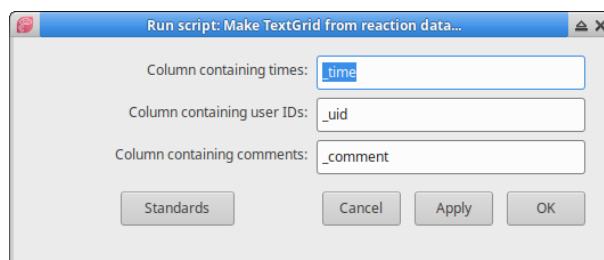 Run script: Make TextGrid from reaction data...
Column containing times: _time
Column containing user IDs: _uid
Column containing comments: _comment
Standards Cancel Apply OK